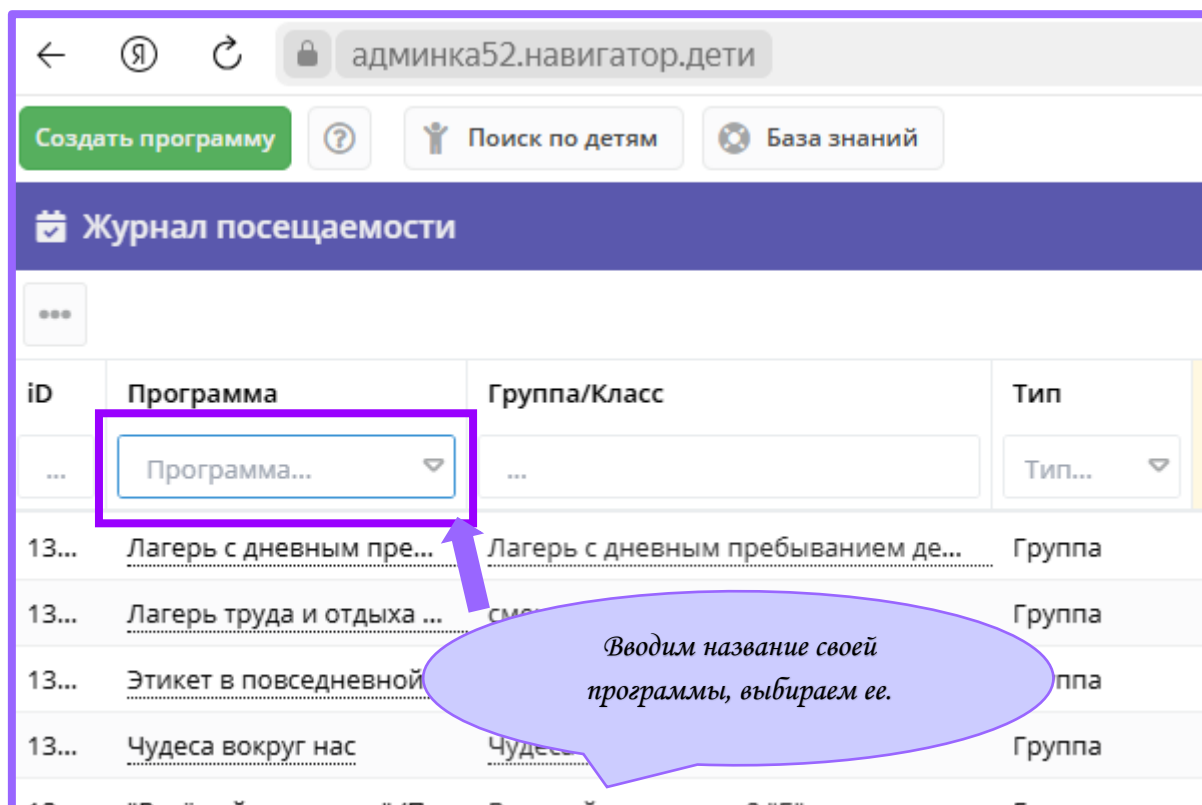 Я админка52.навигатор.дети
Создать программу ? Поиск по детям База знаний
Журнал посещаемости
...
iD Программа Группа/Класс Тип
... Программа... ... Тип...
13... Лагерь с дневным пре... Лагерь с дневным пребыванием де... Группа
13... Лагерь труда и отдыха ... Группа
Вводим название своей
программы, выбираем ее.
13... Этикет в повседневной
13... Чудеса вокруг нас Группа